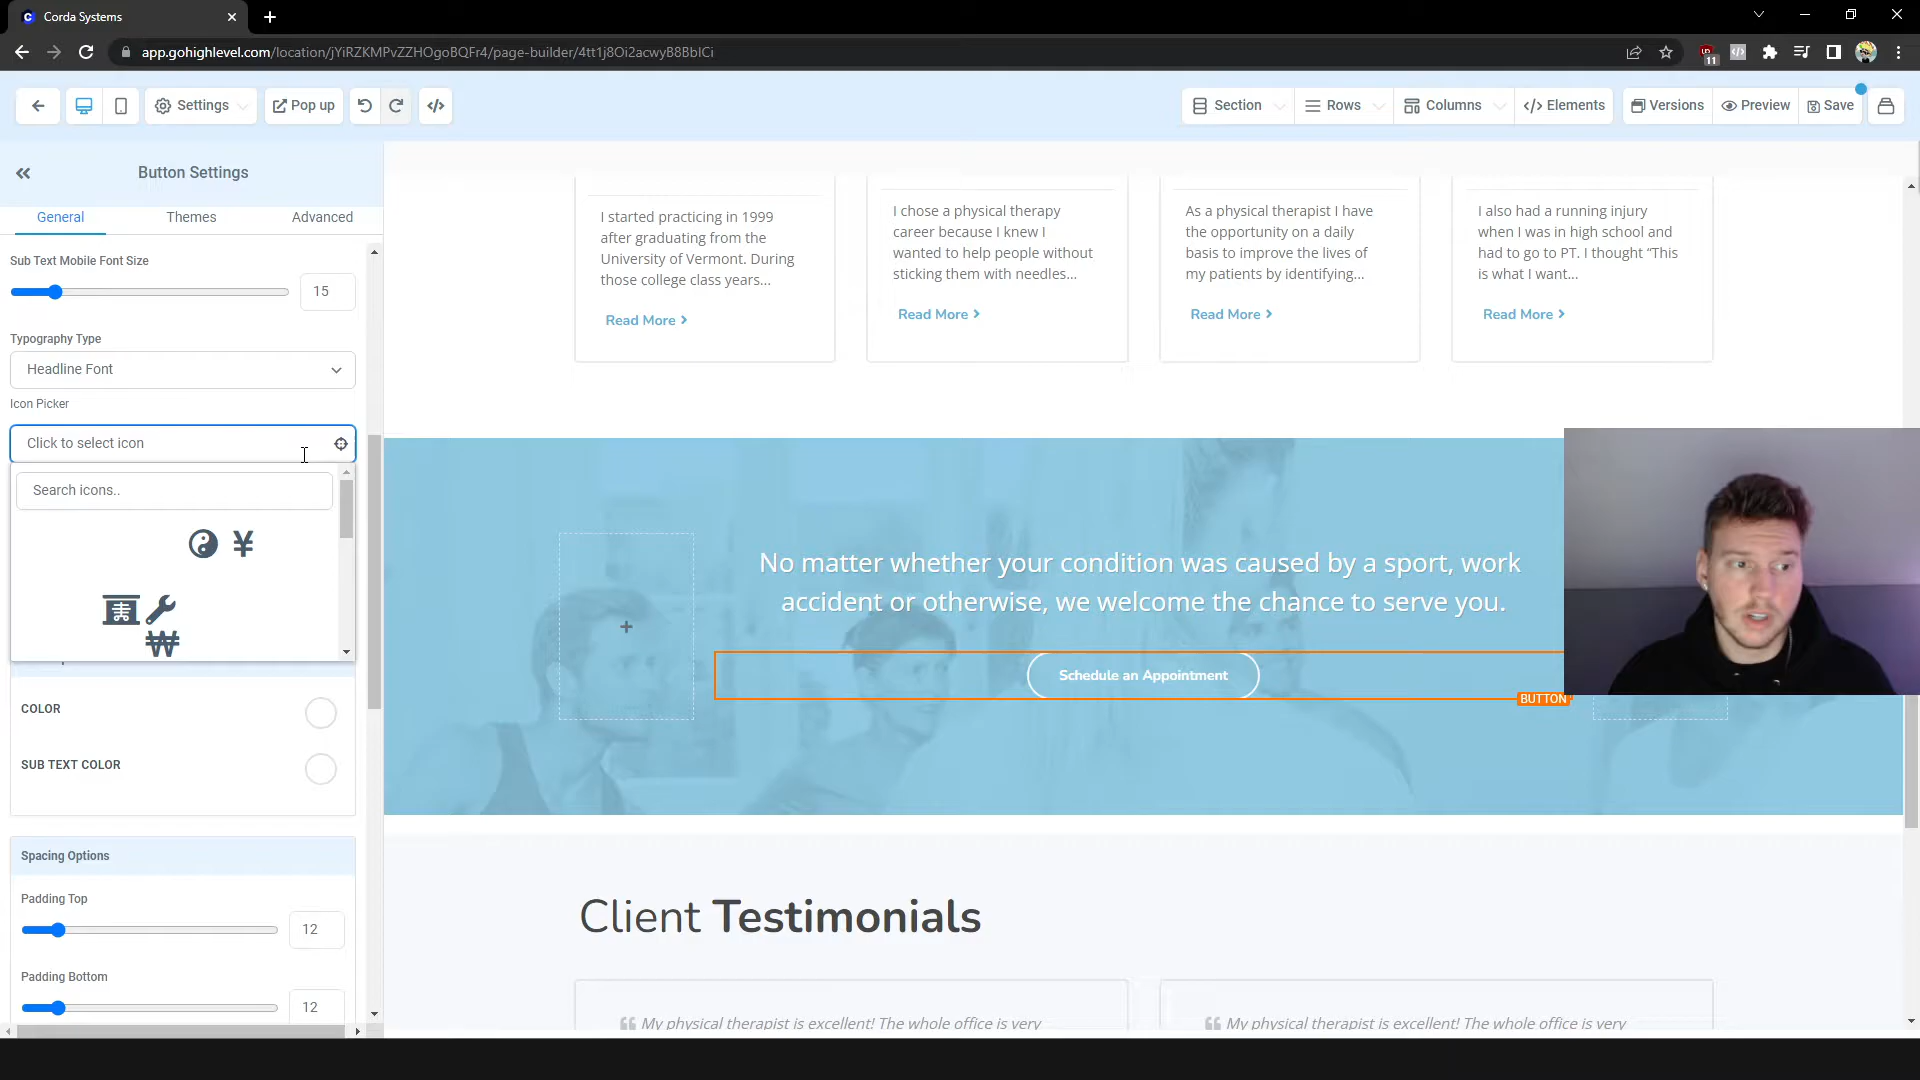 Corda Systems
app.gohighlevel.com/location/jYiRZKMPvZZHOgoBQFr4/page-builder/4tt1j8Oi2acwyB8BblCi
11
Settings
Pop up
Section
Rows
Columns
Elements
Versions
Preview
Save
Button Settings
General
Themes
Advanced
Sub Text Mobile Font Size
15
Typography Type
Headline Font
Icon Picker
Click to select icon
Search icons..
COLOR
SUB TEXT COLOR
Spacing Options
Padding Top
12
Padding Bottom
12
I started practicing in 1999
after graduating from the
University of Vermont. During
those college class years...
Read More
I chose a physical therapy
career because I knew I
wanted to help people without
sticking them with needles...
Read More
As a physical therapist I have
the opportunity on a daily
basis to improve the lives of
my patients by identifying...
Read More
I also had a running injury
when I was in high school and
had to go to PT. I thought “This
is what I want...
Read More
No matter whether your condition was caused by a sport, work
accident or otherwise, we welcome the chance to serve you.
Schedule an Appointment
BUTTON
Client Testimonials
My physical therapist is excellent! The whole office is very
My physical therapist is excellent! The whole office is very